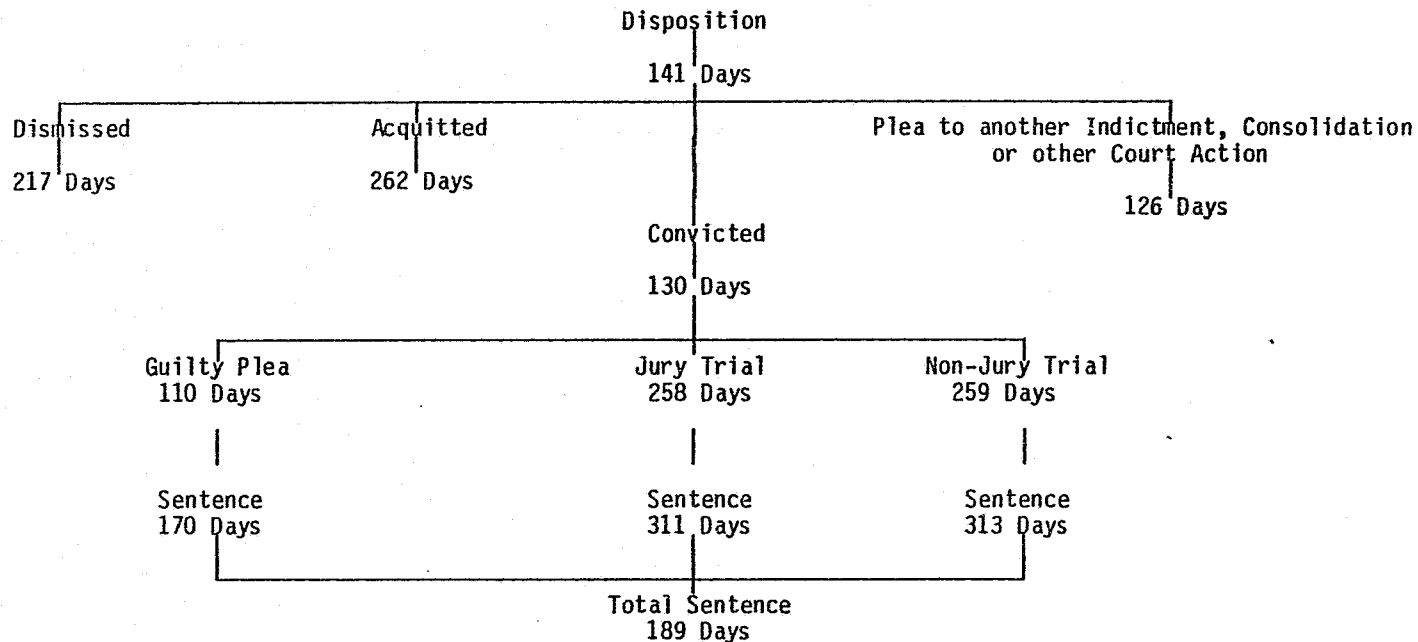 Disposition
141 Days
Dismissed
217 Days
Acquitted
262 Days
Plea to another Indictment, Consolidation
or other Court Action
126 Days
Convicted
130 Days
Guilty Plea
110 Days
Jury Trial
258 Days
Non-Jury Trial
259 Days
Sentence
170 Days
Sentence
311 Days
Sentence
313 Days
Total Sentence
189 Days